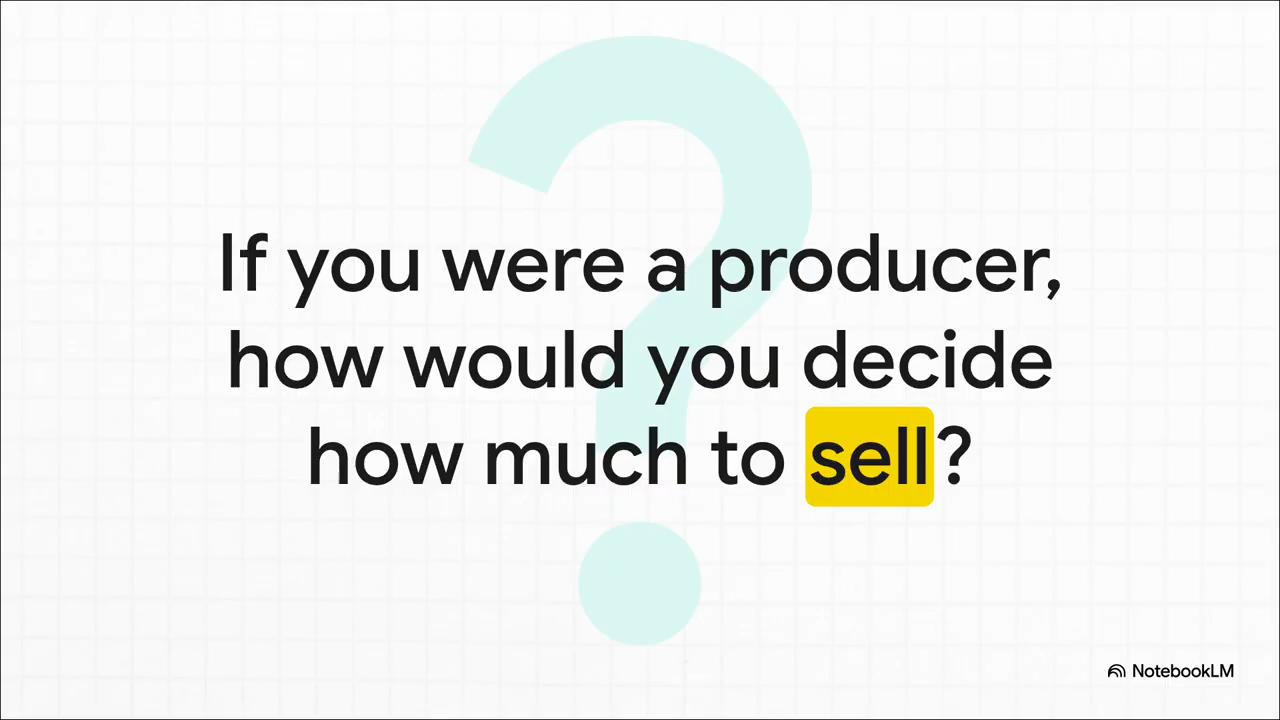 If you were a producer,
how would you decide
how much to sell?
NotebookLM